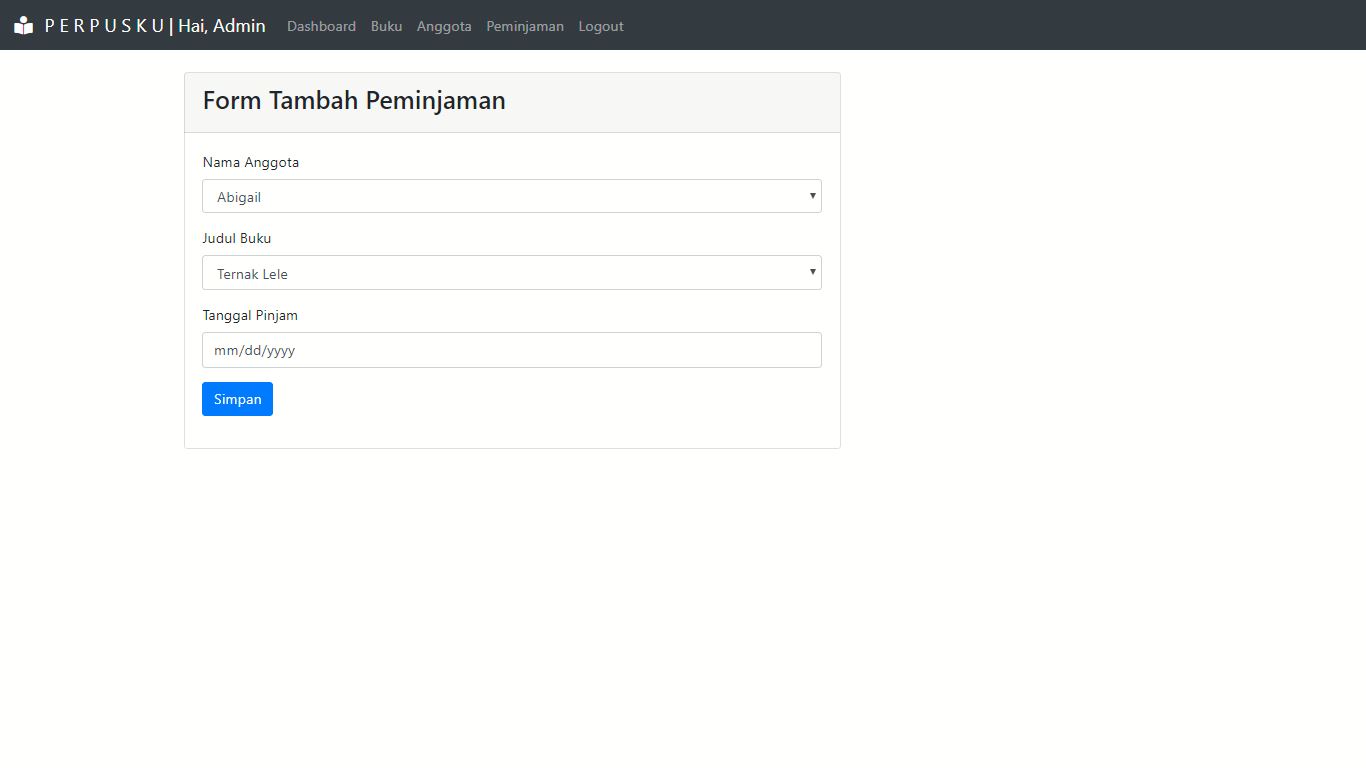 P E R P U S K U | Hai, Admin Dashboard Buku Anggota Peminjaman Logout
Form Tambah Peminjaman
Nama Anggota
Abigail
Judul Buku
Ternak Lele
Tanggal Pinjam
mm/dd/yyyy
Simpan